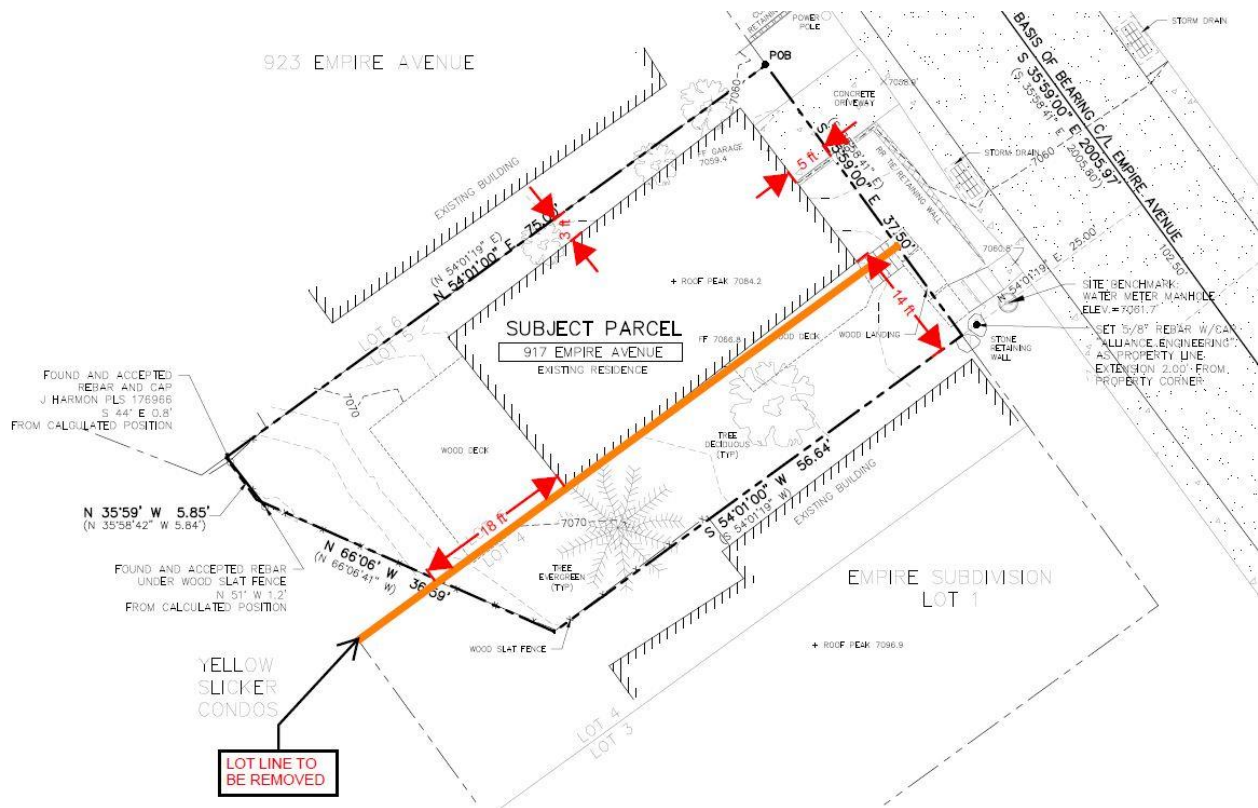 923 EMPIRE AVENUE
POWER
POLE
POB
STORM DRAIN
BASIS OF BEARING C/L EMPIRE AVENUE
S 35°59'00" E 2005.97'
(S 35°58'41" E 2005.80')
7060
CONCRETE
DRIVEWAY
S 35°59'00" E 37.50'
5 ft
RR TIE RETAINING WALL
STORM DRAIN
7060
FF GARAGE
7059.4
EXISTING BUILDING
N 54°01'00" E 75.00'
(N 54°01'19" E)
3 ft
+ ROOF PEAK 7084.2
7060.8
N 54°01'19" E 25.00'
102.50'
14 ft
SITE BENCHMARK:
WATER METER MANHOLE
ELEV.=7061.7'
SET 5/8" REBAR W/CAP
"ALLIANCE ENGINEERING"
AS PROPERTY LINE
EXTENSION 2.00' FROM
PROPERTY CORNER
STONE
RETAINING
WALL
LOT 6
LOT 5
SUBJECT PARCEL
917 EMPIRE AVENUE
EXISTING RESIDENCE
FF: 7066.8
WOOD LANDING
FOUND AND ACCEPTED
REBAR AND CAP
J HARMON PLS 176966
S 44° E 0.8'
FROM CALCULATED POSITION
7070
WOOD DECK
TREE
DECIDUOUS
(TYP)
S 54°01'00" W 56.64'
(S 54°01'19" W)
EXISTING BUILDING
N 35°59' W 5.85'
(N 35°58'42" W 5.84')
18 ft
7070
LOT 4
N 66°06' W 36.59'
(N 66°06'41" W)
FOUND AND ACCEPTED REBAR
UNDER WOOD SLAT FENCE
N 51° W 1.2'
FROM CALCULATED POSITION
TREE
EVERGREEN
(TYP)
EMPIRE SUBDIVISION
LOT 1
WOOD SLAT FENCE
+ ROOF PEAK 7096.9
YELLOW
SLICKER
CONDOS
LOT 4
LOT 3
LOT LINE TO
BE REMOVED